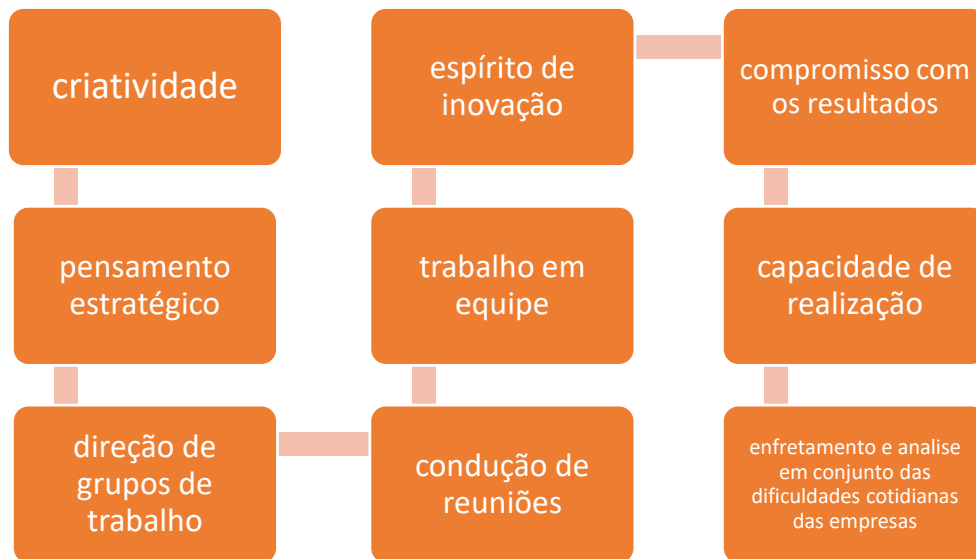 criatividade
pensamento
estratégico
direção de
grupos de
trabalho
condução de
reuniões
trabalho em
equipe
espírito de
inovação
compromisso com
os resultados
capacidade de
realização
enfretamento e analise
em conjunto das
dificuldades cotidianas
das empresas